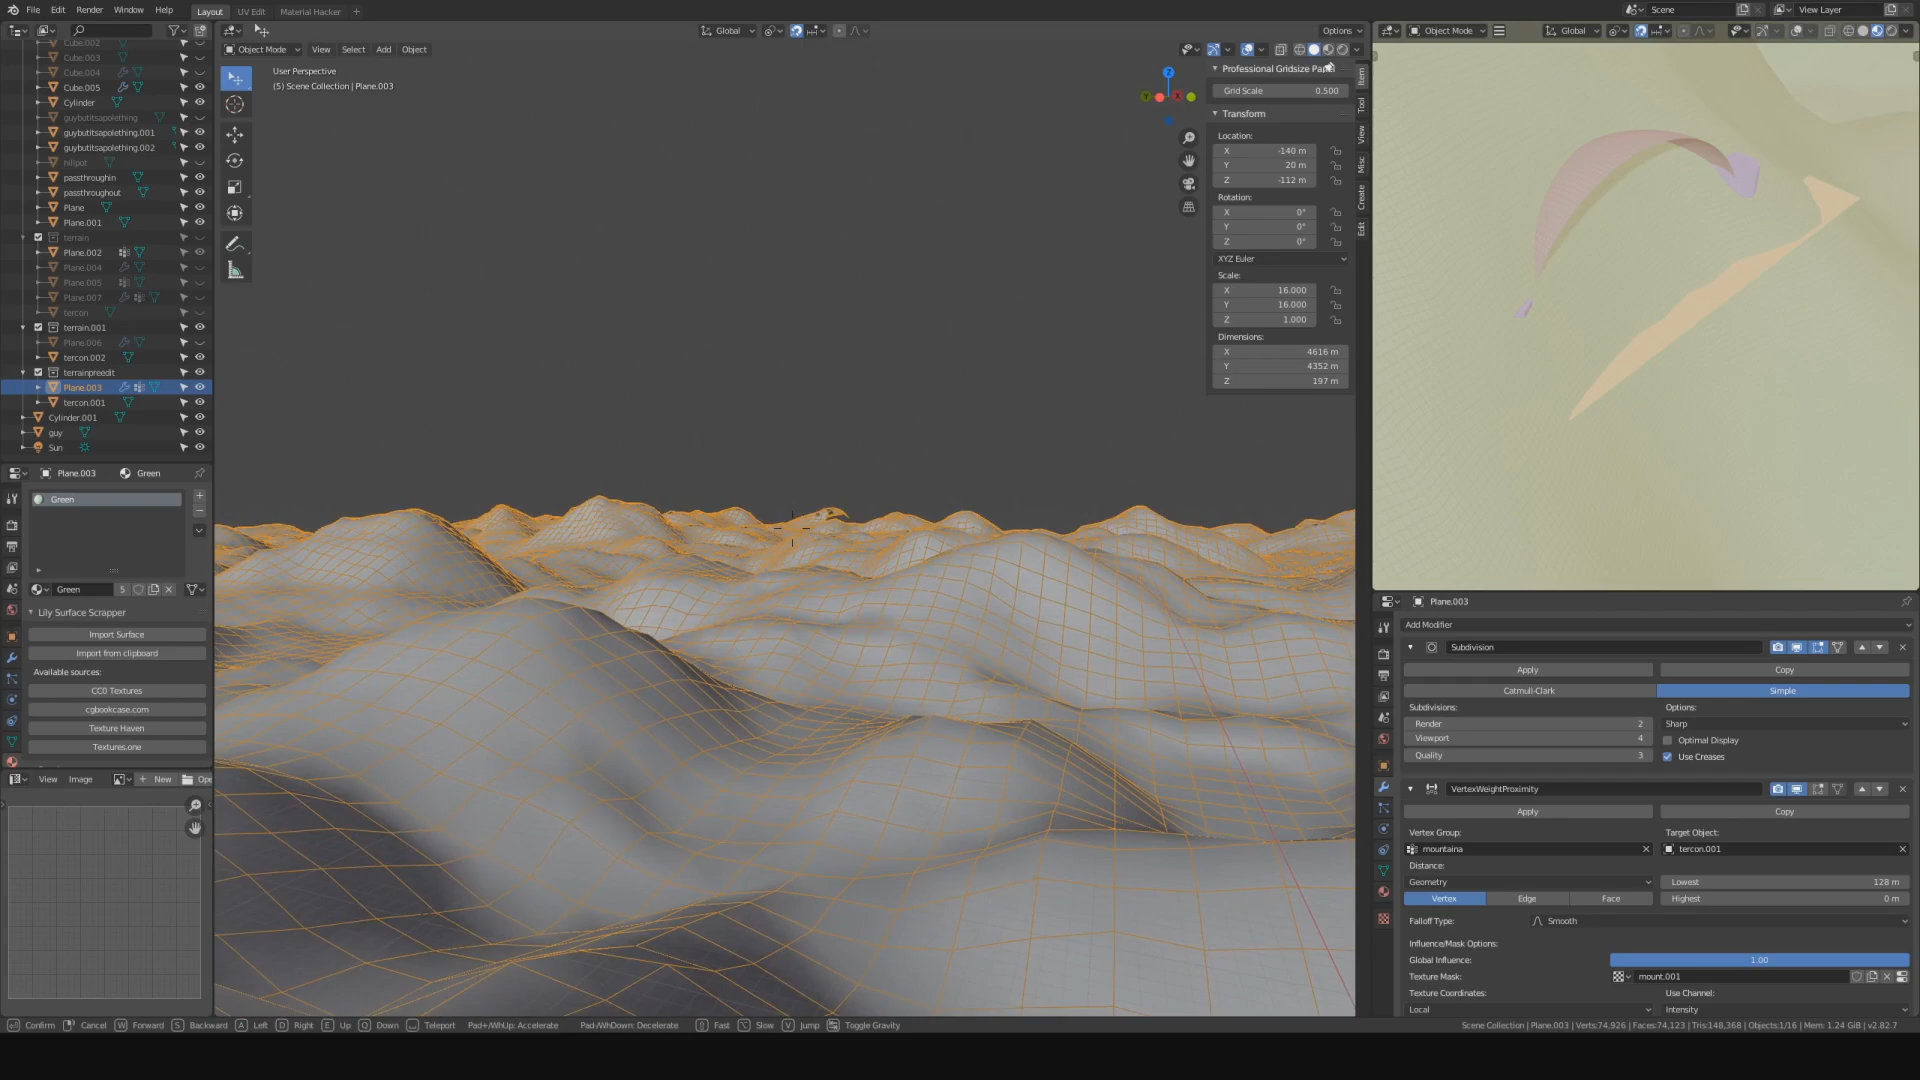 File Edit Render Window Help Layout UV Edit Material Hacker + Scene View Layer
Global Options
Object Mode View Select Add Object
Object Mode Global
Cube.002
Cube.003
Cube.004
Cube.005
Cylinder
guybutitsapolething
guybutitsapolething.001
guybutitsapolething.002
hillpot
passthroughin
passthroughout
Plane
Plane.001
terrain
Plane.002
Plane.004
Plane.005
Plane.007
tercon
terrain.001
Plane.006
tercon.002
terrainpreedit
Plane.003
tercon.001
Cylinder.001
guy
Sun
User Perspective
(5) Scene Collection | Plane.003
Z
Professional Gridsize Pa
Grid Scale 0.500
Transform
Location:
X -140 m
Y 20 m
Z -112 m
Rotation:
X 0°
Y 0°
Z 0°
XYZ Euler
Scale:
X 16.000
Y 16.000
Z 1.000
Dimensions:
X 4616 m
Y 4352 m
Z 197 m
Item
Tool
View
Misc
Create
Edit
Plane.003 Green
Green
Green 5
Lily Surface Scrapper
Import Surface
Import from clipboard
Available sources:
CC0 Textures
cgbookcase.com
Texture Haven
Textures.one
View Image New Ope
Plane.003
Add Modifier
Subdivision
Apply Copy
Catmull-Clark Simple
Subdivisions: Options:
Render 2 Sharp
Viewport 4 Optimal Display
Quality 3 Use Creases
VertexWeightProximity
Apply Copy
Vertex Group: Target Object:
mountaina tercon.001
Distance:
Geometry Lowest 128 m
Vertex Edge Face Highest 0 m
Falloff Type: Smooth
Influence/Mask Options:
Global Influence: 1.00
Texture Mask: mount.001
Texture Coordinates: Use Channel:
Local Intensity
Confirm Cancel W Forward S Backward A Left D Right E Up Q Down Teleport Pad+/WhUp: Accelerate Pad-/WhDown: Decelerate Fast Slow V Jump Toggle Gravity
Scene Collection | Plane.003 | Verts:74,926 | Faces:74,123 | Tris:148,368 | Objects:1/16 | Mem: 1.24 GiB | v2.82.7